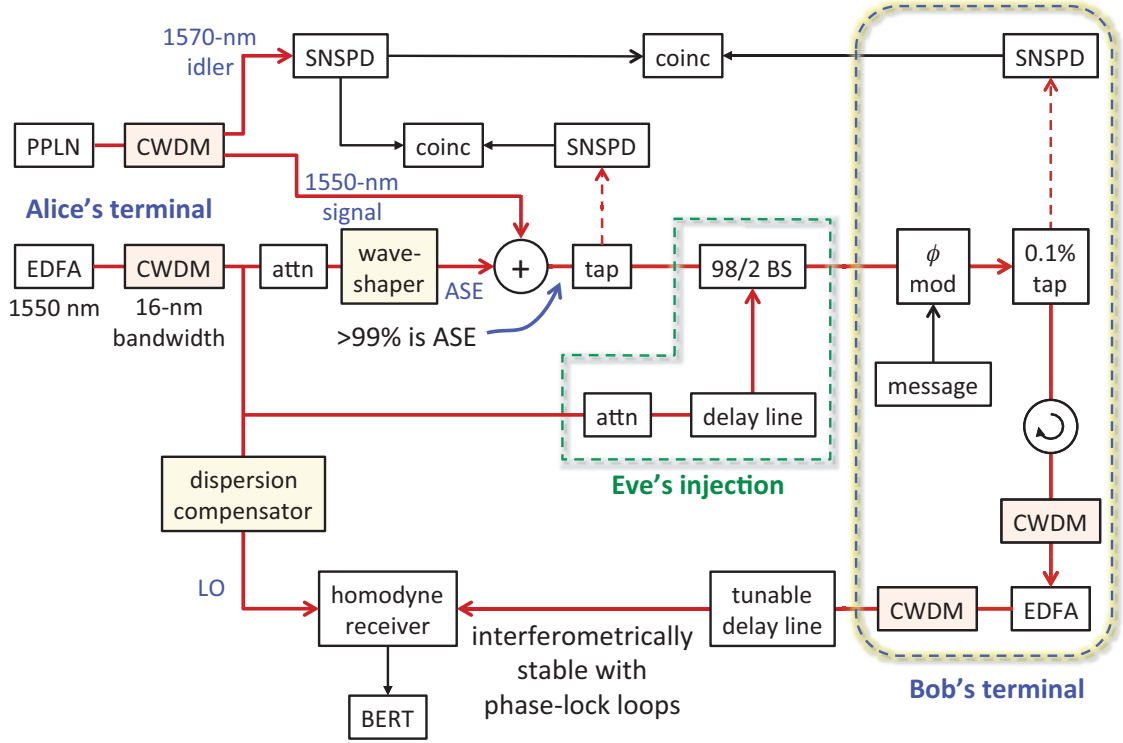 1570-nm
idler
SNSPD
coinc
SNSPD
PPLN
CWDM
coinc
SNSPD
1550-nm
signal
Alice's terminal
EDFA
1550 nm
CWDM
16-nm
bandwidth
attn
wave-
shaper
ASE
+
tap
>99% is ASE
98/2 BS
attn
delay line
Eve's injection
ϕ
mod
message
0.1%
tap
CWDM
EDFA
CWDM
Bob's terminal
tunable
delay line
interferometrically
stable with
phase-lock loops
dispersion
compensator
LO
homodyne
receiver
BERT